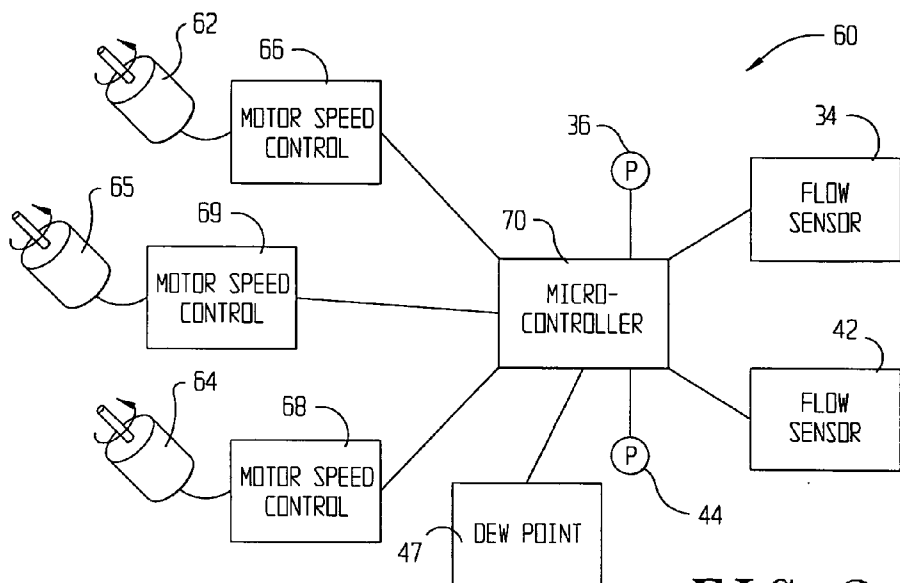 62
66
60
MOTOR SPEED
CONTROL
36
P
34
FLOW
SENSOR
65
69
MOTOR SPEED
CONTROL
70
MICRO-
CONTROLLER
42
FLOW
SENSOR
64
68
MOTOR SPEED
CONTROL
P
44
47
DEW POINT